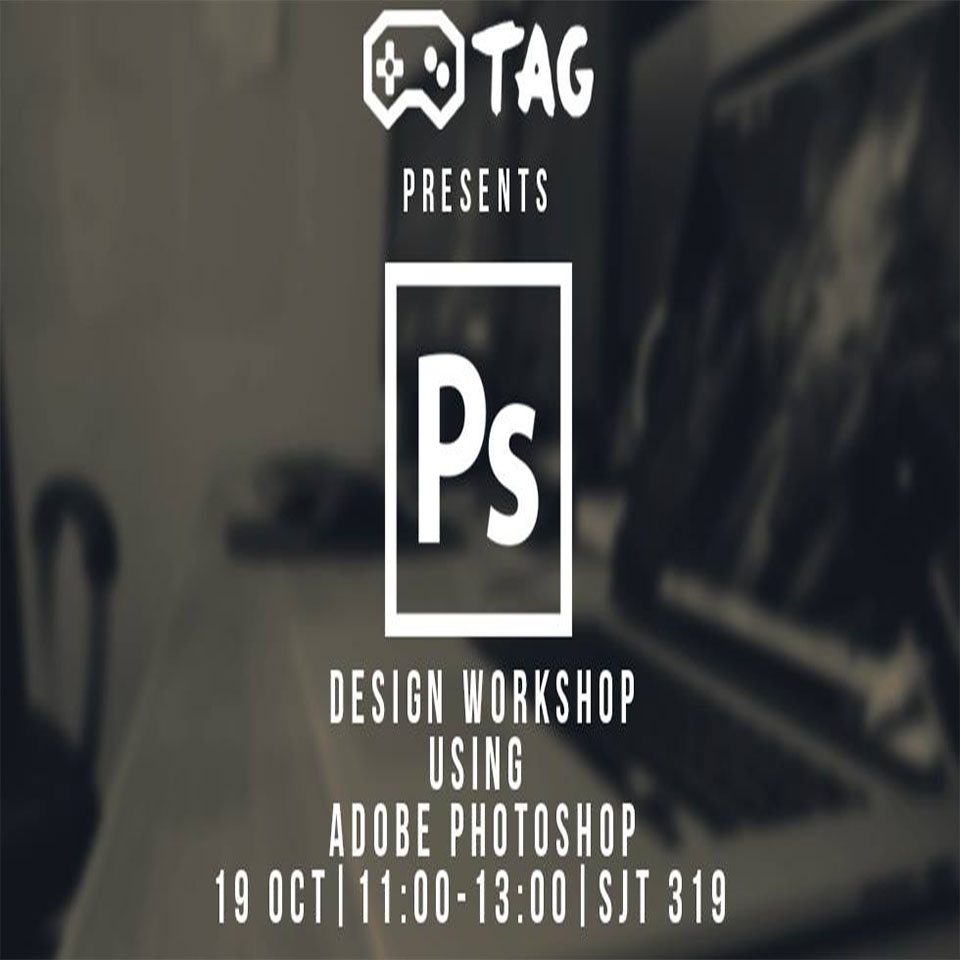 TAG
PRESENTS
Ps
DESIGN WORKSHOP
USING
ADOBE PHOTOSHOP
19 OCT|11:00-13:00|SJT 319